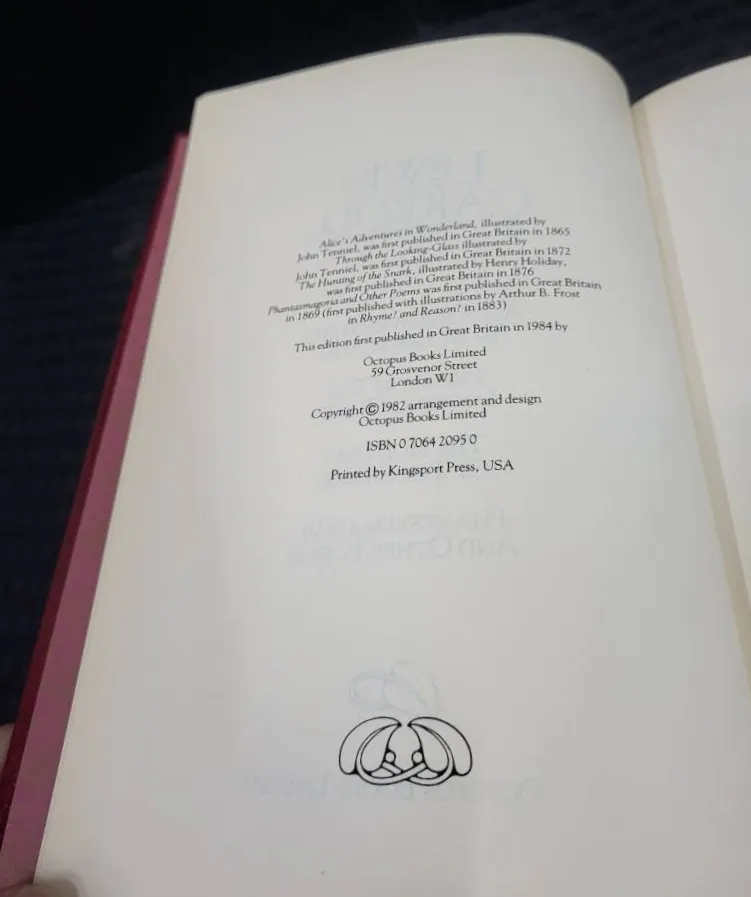 Alice's Adventures in Wonderland, illustrated by
John Tenniel, was first published in Great Britain in 1865
Through the Looking-Glass illustrated by
John Tenniel, was first published in Great Britain in 1872
The Hunting of the Snark, illustrated by Henry Holiday,
was first published in Great Britain in 1876
Phantasmagoria and Other Poems was first published in Great Britain
in 1869 (first published with illustrations by Arthur B. Frost
in Rhyme? and Reason? in 1883)
This edition first published in Great Britain in 1984 by
Octopus Books Limited
59 Grosvenor Street
London W1
Copyright © 1982 arrangement and design
Octopus Books Limited
ISBN 0 7064 2095 0
Printed by Kingsport Press, USA